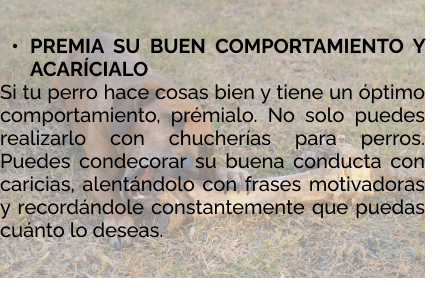 • PREMIA SU BUEN COMPORTAMIENTO Y
ACARÍCIALO
Si tu perro hace cosas bien y tiene un óptimo
comportamiento, prémialo. No solo puedes
realizarlo con chucherías para perros.
Puedes condecorar su buena conducta con
caricias, alentándolo con frases motivadoras
y recordándole constantemente que puedas
cuánto lo deseas.